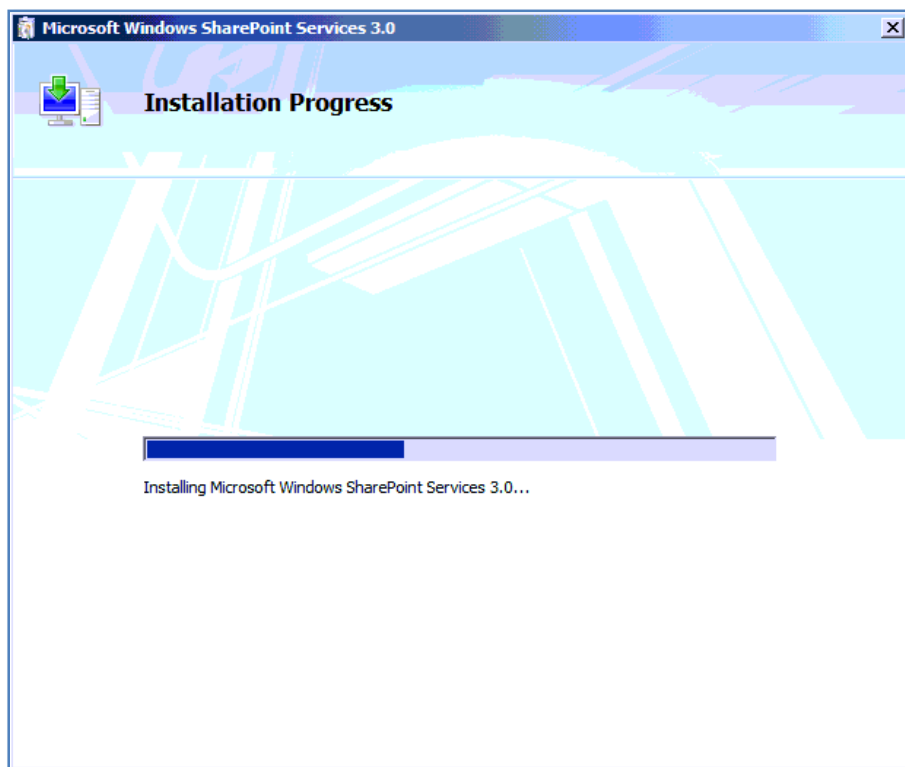 Microsoft Windows SharePoint Services 3.0
Installation Progress
Installing Microsoft Windows SharePoint Services 3.0...